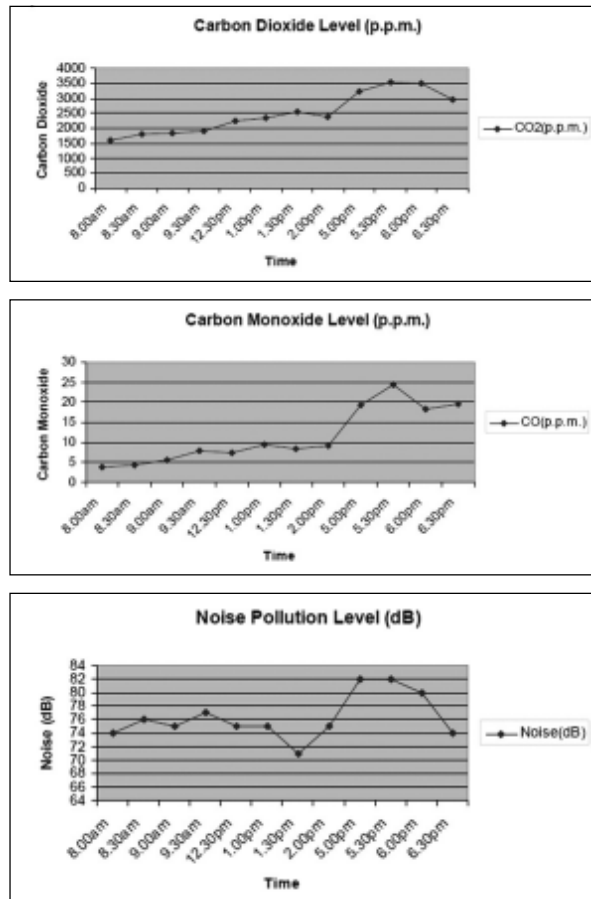 Carbon Dioxide Level (p.p.m.)
Carbon Dioxide
4000
3500
3000
2500
2000
1500
1000
500
0
CO2(p.p.m.)
8.00am
8.30am
9.00am
9.30am
12.30pm
1.00pm
1.30pm
2.00pm
5.00pm
5.30pm
6.00pm
6.30pm
Time
Carbon Monoxide Level (p.p.m.)
Carbon Monoxide
30
25
20
15
10
5
0
CO(p.p.m.)
8.00am
8.30am
9.00am
9.30am
12.30pm
1.00pm
1.30pm
2.00pm
5.00pm
5.30pm
6.00pm
6.30pm
Time
Noise Pollution Level (dB)
Noise (dB)
84
82
80
78
76
74
72
70
68
66
64
Noise(dB)
8.00am
8.30am
9.00am
9.30am
12.30pm
1.00pm
1.30pm
2.00pm
5.00pm
5.30pm
6.00pm
6.30pm
Time